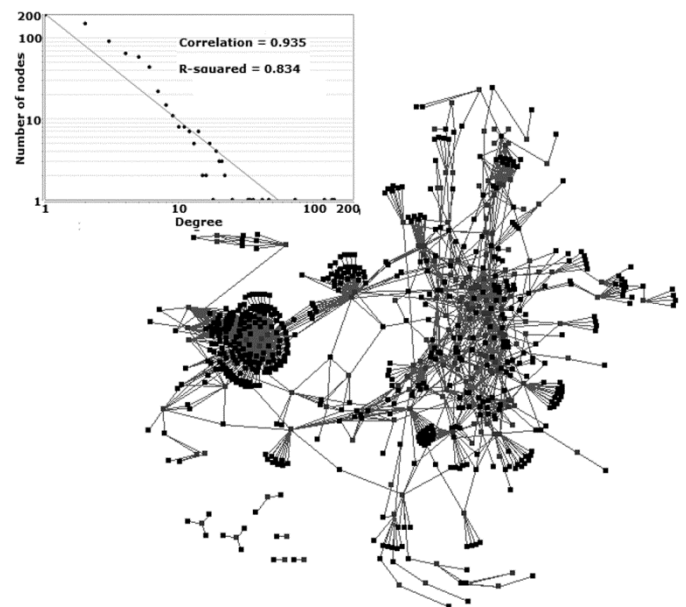 200
Correlation = 0.935
100
R-squared = 0.834
Number of nodes
10
1
1 10 100 200
Degree